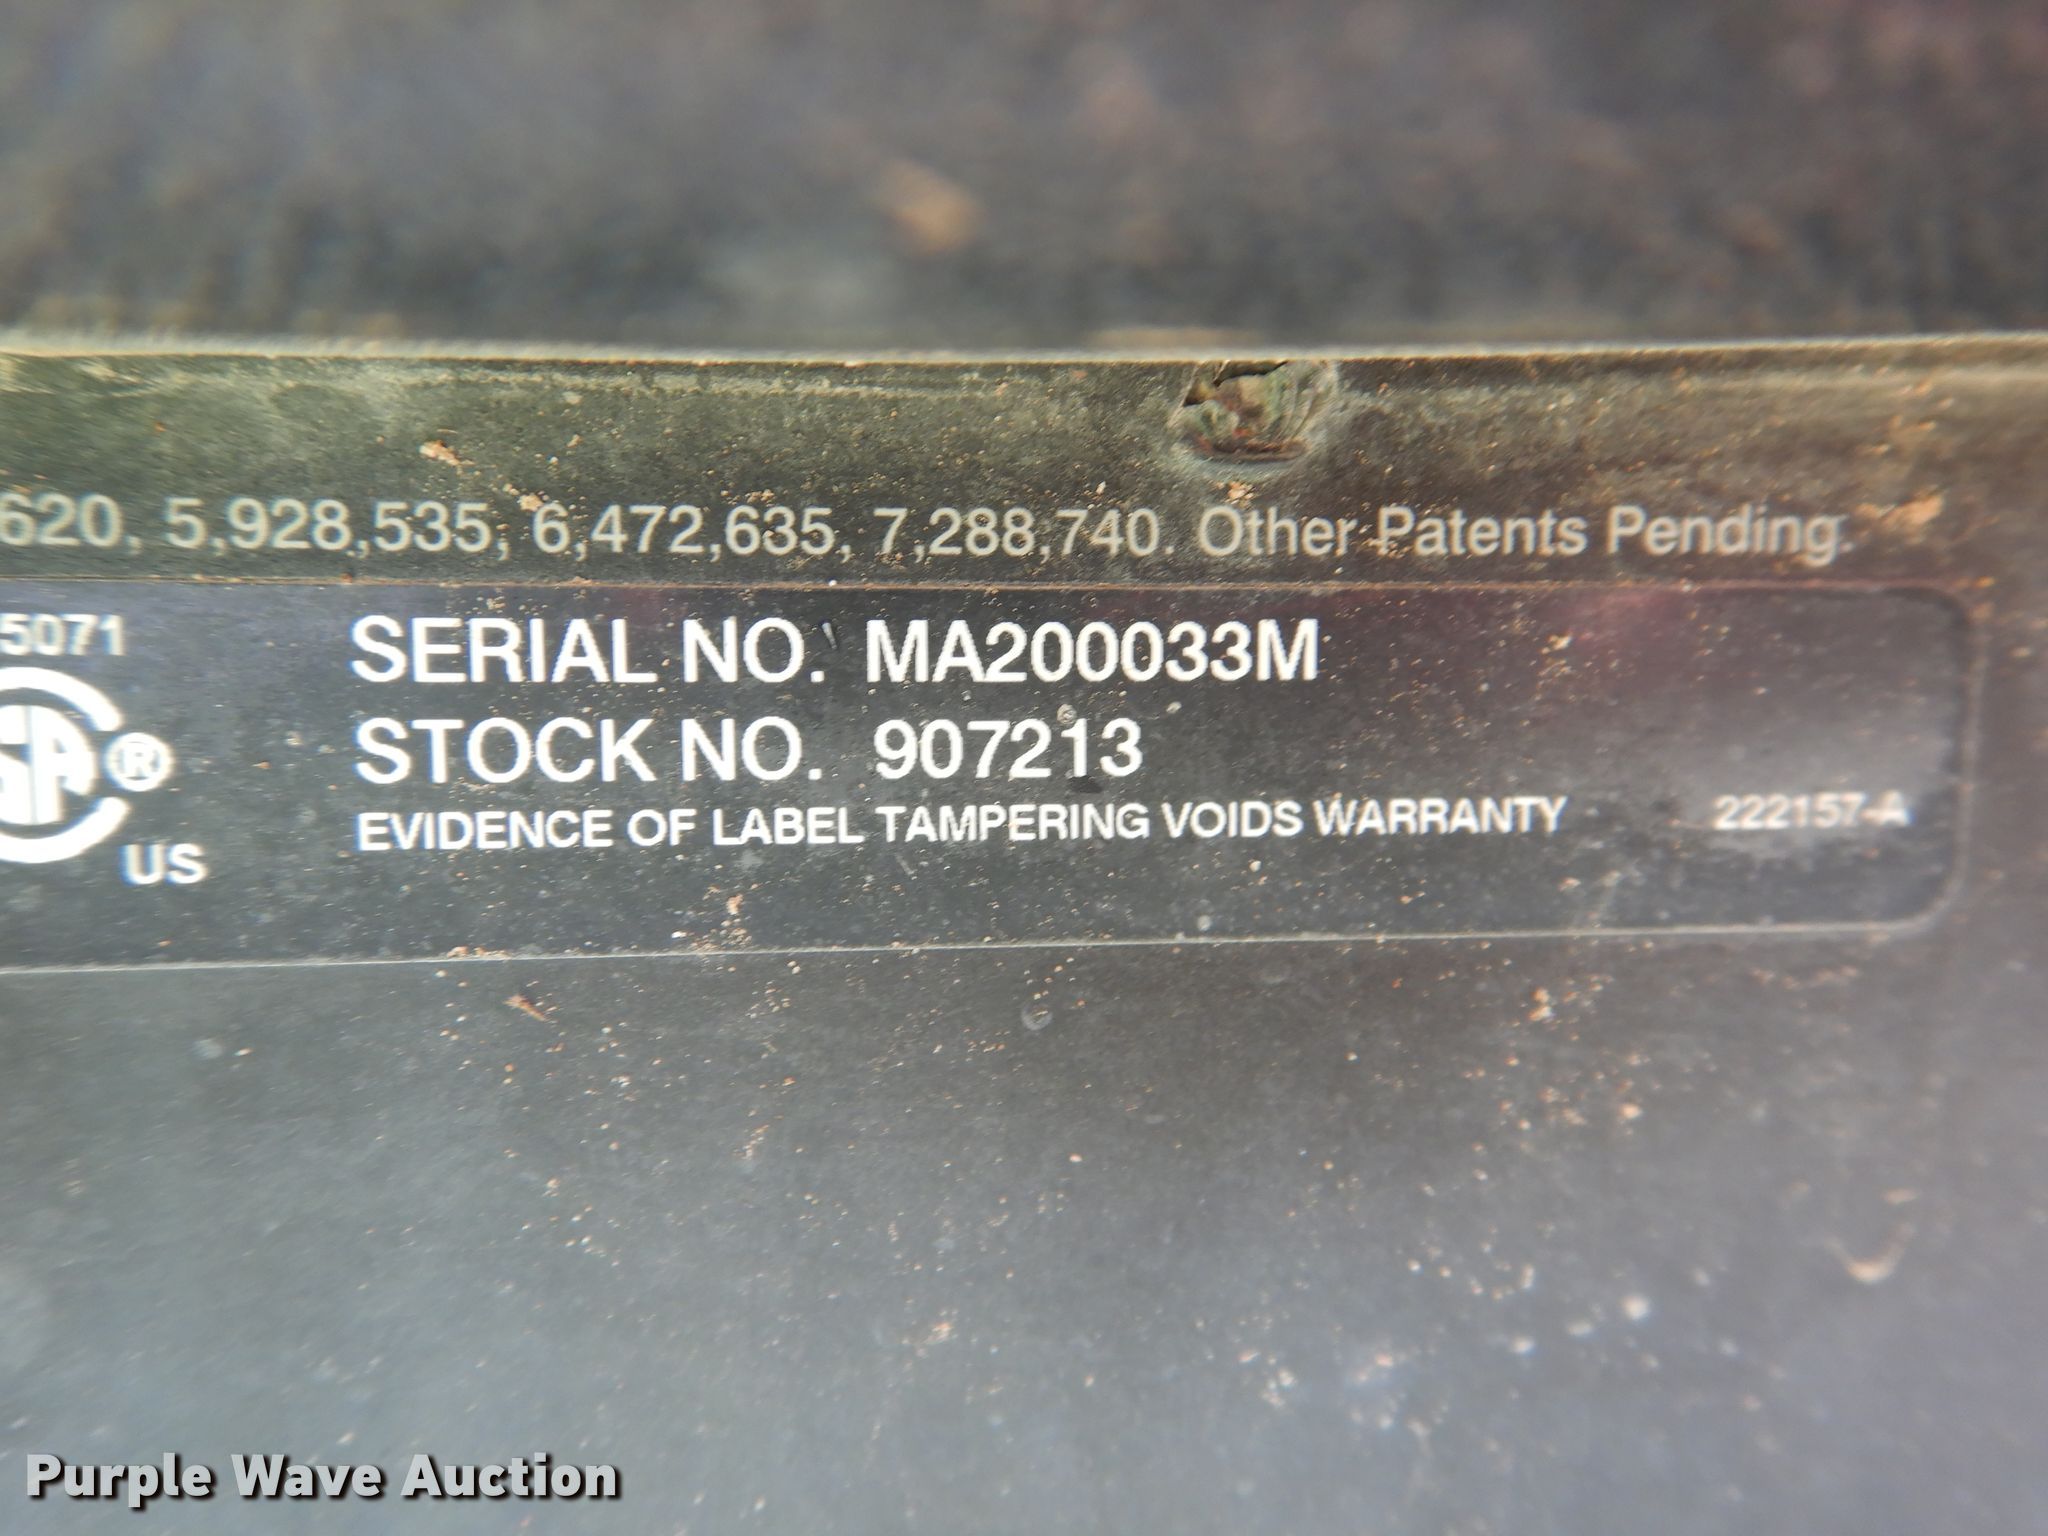 620, 5,928,535, 6,472,635, 7,288,740. Other Patents Pending.
5071
SERIAL NO. MA200033M
®
STOCK NO. 907213
EVIDENCE OF LABEL TAMPERING VOIDS WARRANTY 222157-A
US
Purple Wave Auction